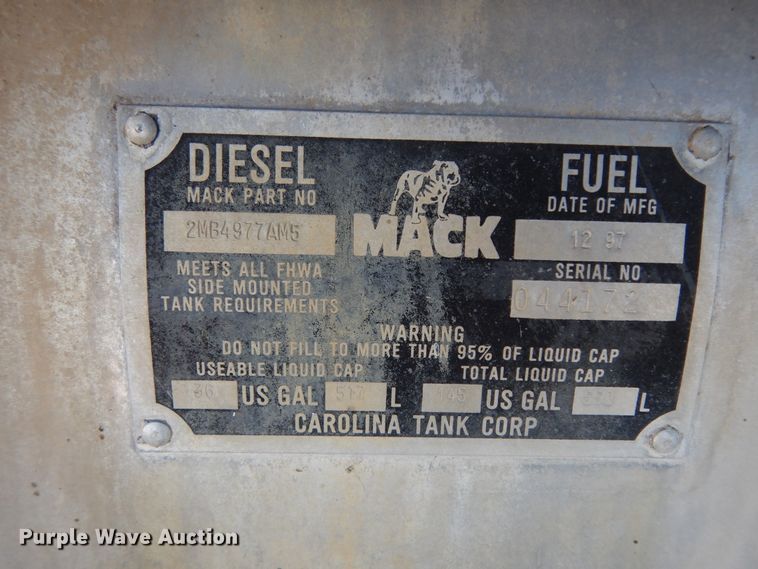 DIESEL
MACK PART NO
2MB4977AM5
MEETS ALL FHWA
SIDE MOUNTED
TANK REQUIREMENTS
MACK
FUEL
DATE OF MFG
12 97
SERIAL NO
044172
WARNING
DO NOT FILL TO MORE THAN 95% OF LIQUID CAP
USEABLE LIQUID CAP TOTAL LIQUID CAP
US GAL L 145 US GAL L
CAROLINA TANK CORP
Purple Wave Auction